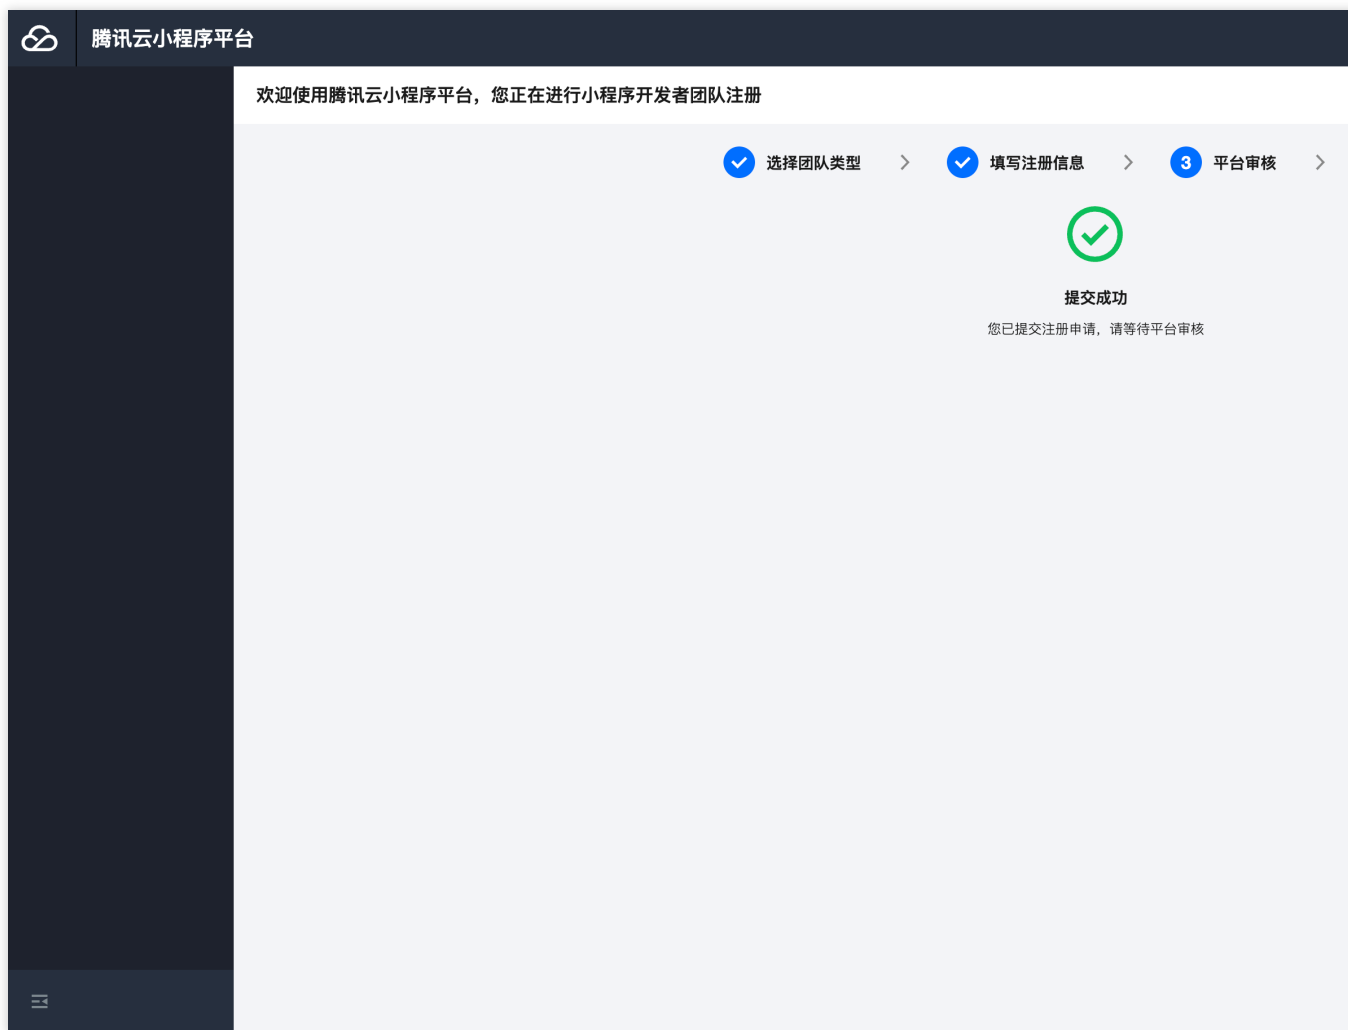 腾讯云小程序平台
欢迎使用腾讯云小程序平台，您正在进行小程序开发者团队注册
选择团队类型
填写注册信息
3 平台审核
提交成功
您已提交注册申请，请等待平台审核